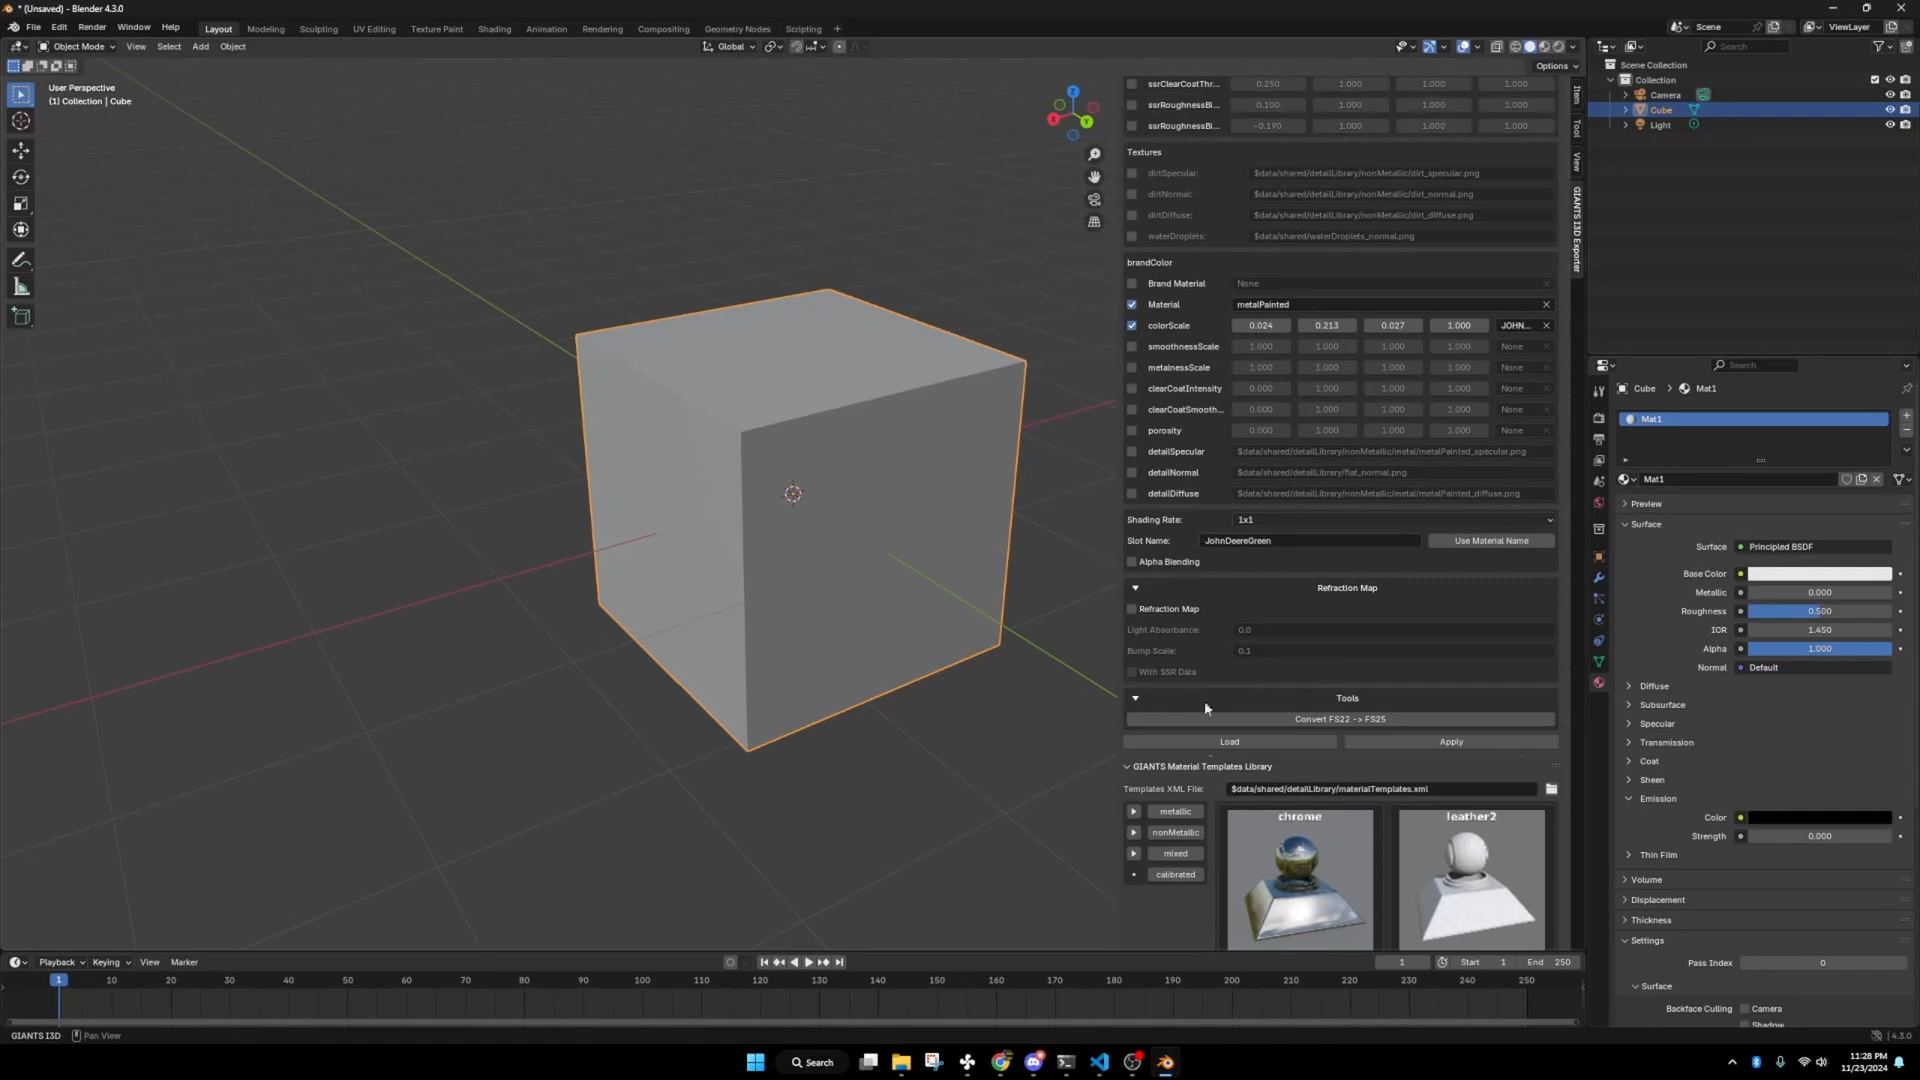 * (Unsaved) - Blender 4.3.0
File Edit Render Window Help Layout Modeling Sculpting UV Editing Texture Paint Shading Animation Rendering Compositing Geometry Nodes Scripting + Scene ViewLayer
Object Mode View Select Add Object Global Search
Options
User Perspective
(1) Collection | Cube
Z
X
Y
ssrClearCoatThr... 0.250 1.000 1.000 1.000
ssrRoughnessBi... 0.100 1.000 1.000 1.000
ssrRoughnessBi... -0.190 1.000 1.000 1.000
Textures
dirtSpecular: $data/shared/detailLibrary/nonMetallic/dirt_specular.png
dirtNormal: $data/shared/detailLibrary/nonMetallic/dirt_normal.png
dirtDiffuse: $data/shared/detailLibrary/nonMetallic/dirt_diffuse.png
waterDroplets: $data/shared/waterDroplets_normal.png
brandColor
Brand Material None
Material metalPainted
colorScale 0.024 0.213 0.027 1.000 JOHN...
smoothnessScale 1.000 1.000 1.000 1.000 None
metalnessScale 1.000 1.000 1.000 1.000 None
clearCoatIntensity 0.000 1.000 1.000 1.000 None
clearCoatSmooth... 0.000 1.000 1.000 1.000 None
porosity 0.000 1.000 1.000 1.000 None
detailSpecular $data/shared/detailLibrary/nonMetallic/metal/metalPainted_specular.png
detailNormal $data/shared/detailLibrary/flat_normal.png
detailDiffuse $data/shared/detailLibrary/nonMetallic/metal/metalPainted_diffuse.png
Shading Rate: 1x1
Slot Name: JohnDeereGreen Use Material Name
Alpha Blending
Refraction Map
Refraction Map
Light Absorbance: 0.0
Bump Scale: 0.1
With SSR Data
Tools
Convert FS22 -> FS25
Load Apply
GIANTS Material Templates Library
Templates XML File: $data/shared/detailLibrary/materialTemplates.xml
metallic
nonMetallic
mixed
calibrated
chrome
leather2
Item
Tool
View
GIANTS I3D Exporter
Scene Collection
Collection
Camera
Cube
Light
Search
Cube > Mat1
Mat1
Mat1
Preview
Surface
Surface Principled BSDF
Base Color
Metallic 0.000
Roughness 0.500
IOR 1.450
Alpha 1.000
Normal Default
Diffuse
Subsurface
Specular
Transmission
Coat
Sheen
Emission
Color
Strength 0.000
Thin Film
Volume
Displacement
Thickness
Settings
Pass Index 0
Surface
Backface Culling Camera
Shadow
Playback Keying View Marker 1 Start 1 End 250
1 10 20 30 40 50 60 70 80 90 100 110 120 130 140 150 160 170 180 190 200 210 220 230 240 250
GIANTS I3D Pan View 4.3.0
Search
11:28 PM
11/23/2024